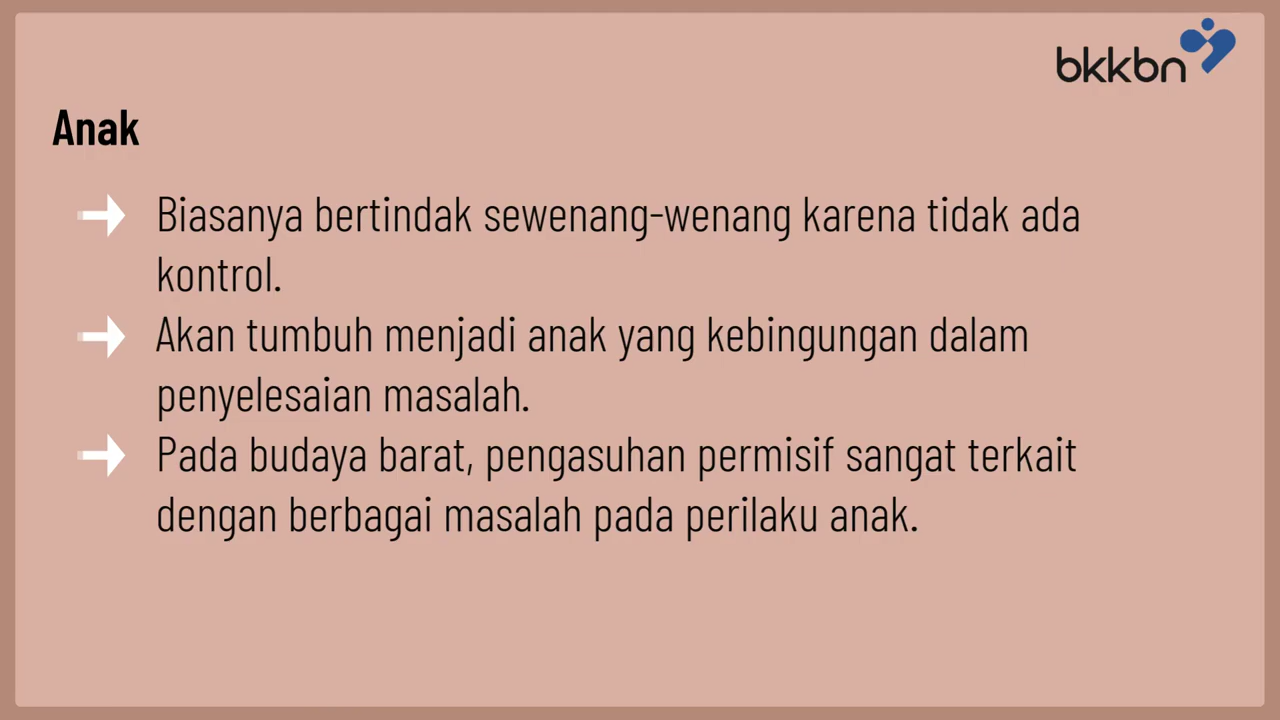 bkkbn
Anak
Biasanya bertindak sewenang-wenang karena tidak ada
kontrol.
Akan tumbuh menjadi anak yang kebingungan dalam
penyelesaian masalah.
Pada budaya barat, pengasuhan permisif sangat terkait
dengan berbagai masalah pada perilaku anak.